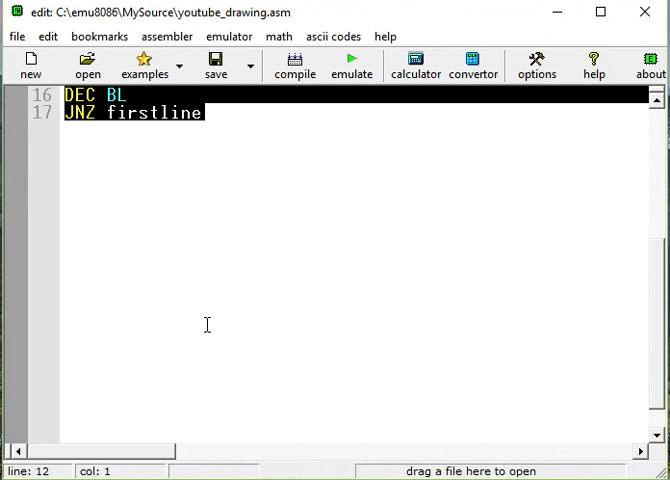 edit: C:\emu8086\MySource\youtube_drawing.asm
file edit bookmarks assembler emulator math ascii codes help
new open examples save compile emulate calculator convertor options help about
16 DEC BL
17 JNZ firstline
line: 12 col: 1 drag a file here to open